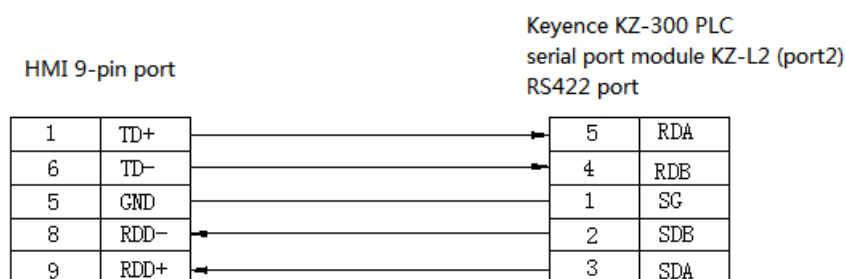 Keyence KZ-300 PLC
serial port module KZ-L2 (port2)
RS422 port
HMI 9-pin port
1 TD+ 5 RDA
6 TD- 4 RDB
5 GND 1 SG
8 RDD- 2 SDB
9 RDD+ 3 SDA